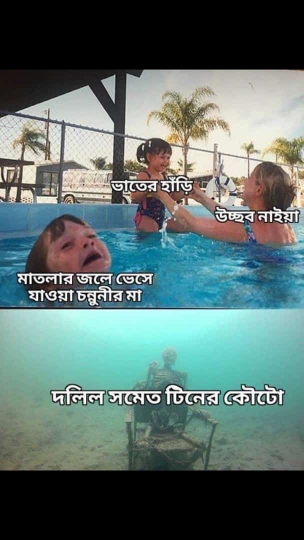 ভাতের হাঁড়ি
উচ্ছব নাইয়া
মাতলার জলে ভেসে
যাওয়া চন্নুনীর মা
দলিল সমেত টিনের কৌটো